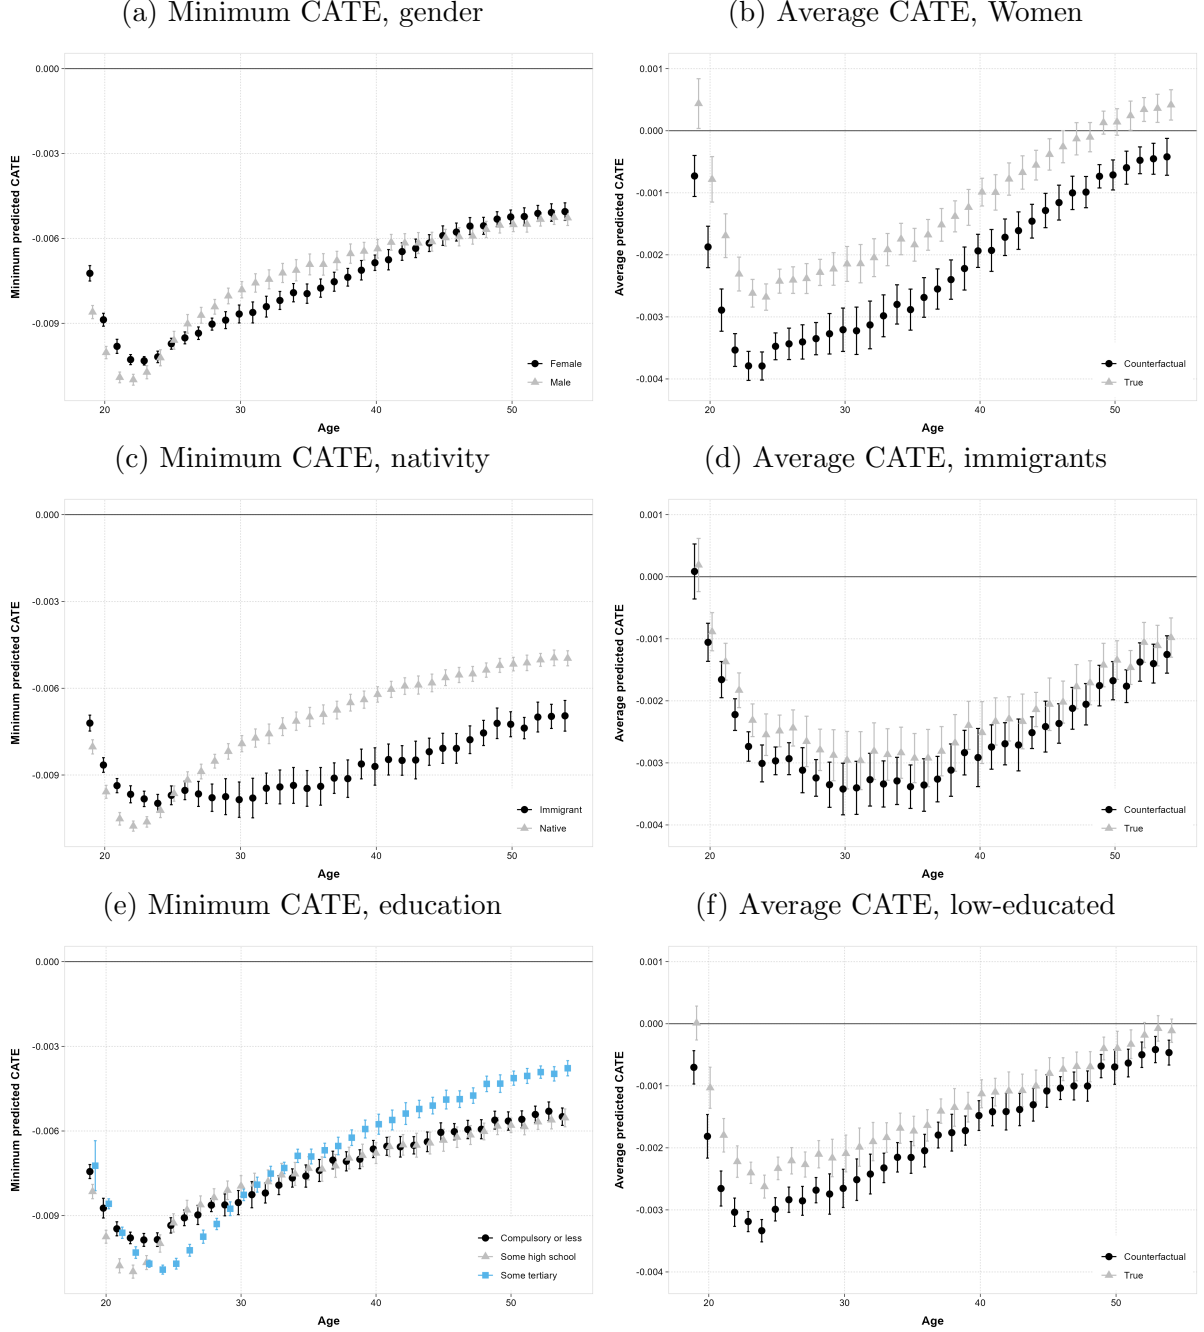 (a) Minimum CATE, gender
0.000
-0.003
-0.006
-0.009
Minimum predicted CATE
20 30 40 50
Age
Female
Male
(b) Average CATE, Women
0.001
0.000
-0.001
-0.002
-0.003
-0.004
Average predicted CATE
20 30 40 50
Age
Counterfactual
True
(c) Minimum CATE, nativity
0.000
-0.003
-0.006
-0.009
Minimum predicted CATE
20 30 40 50
Age
Immigrant
Native
(d) Average CATE, immigrants
0.001
0.000
-0.001
-0.002
-0.003
-0.004
Average predicted CATE
20 30 40 50
Age
Counterfactual
True
(e) Minimum CATE, education
0.000
-0.003
-0.006
-0.009
Minimum predicted CATE
20 30 40 50
Age
Compulsory or less
Some high school
Some tertiary
(f) Average CATE, low-educated
0.001
0.000
-0.001
-0.002
-0.003
-0.004
Average predicted CATE
20 30 40 50
Age
Counterfactual
True